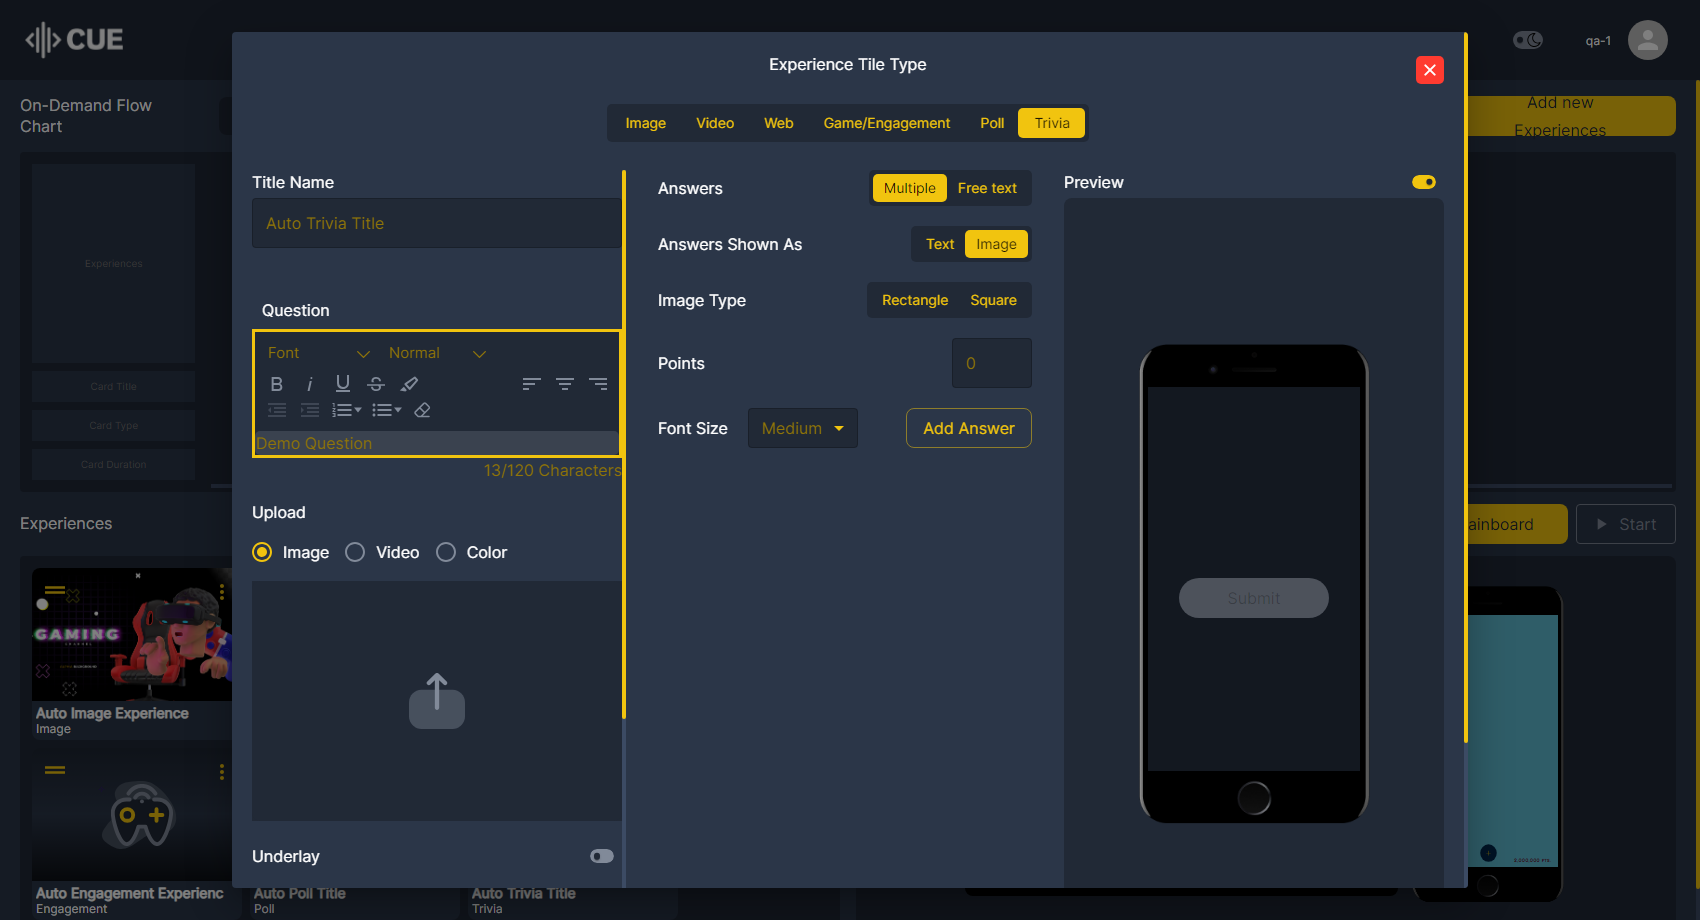 CUE
Experience Tile Type
qa-1
On-Demand Flow
Chart
Add new
Experiences
Image
Video
Web
Game/Engagement
Poll
Trivia
Title Name
Auto Trivia Title
Question
Font
Normal
B
i
U
S
Demo Question
13/120 Characters
Upload
Image
Video
Color
Underlay
Answers
Multiple
Free text
Answers Shown As
Text
Image
Image Type
Rectangle
Square
Points
0
Font Size
Medium
Add Answer
Preview
Submit
Experiences
Card Title
Card Type
Card Duration
Experiences
ainboard
Start
GAMING
Auto Image Experience
Image
Auto Engagement Experienc
Engagement
Auto Poll Title
Poll
Auto Trivia Title
Trivia